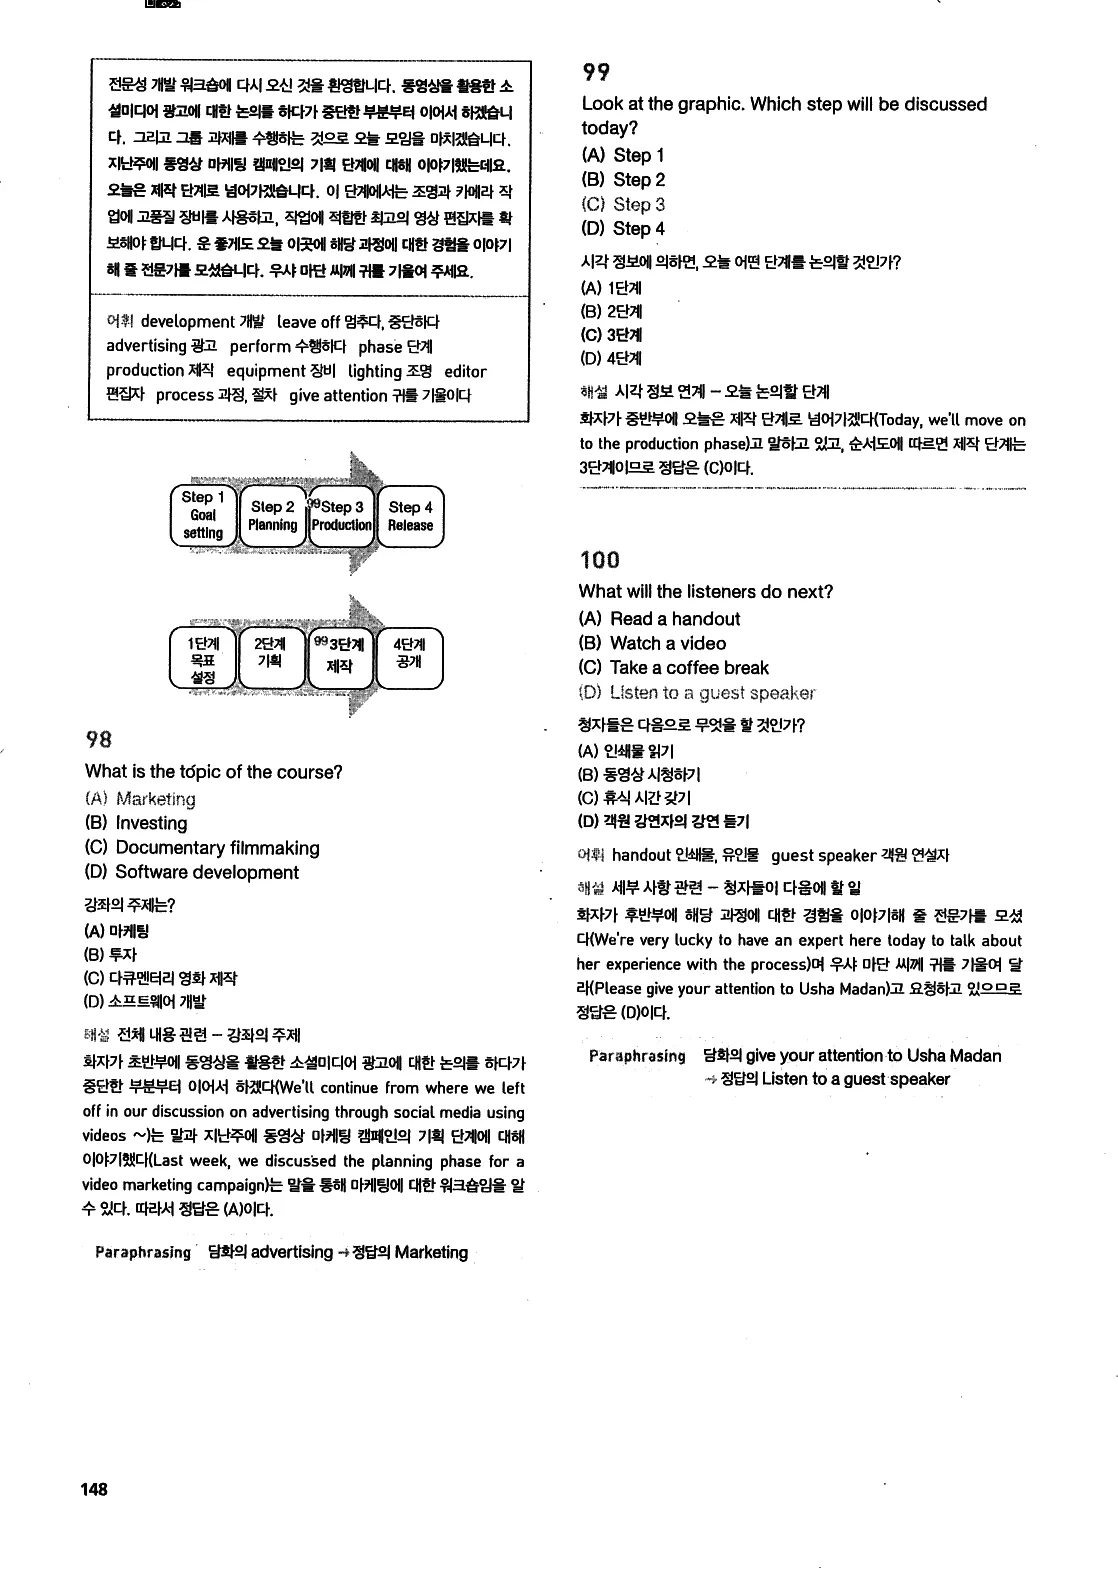 전문성 개발 워크숍에 다시 오신 것을 환영합니다. 동영상을 활용한 소
셜미디어 광고에 대한 논의를 하다가 중단한 부분부터 이어서 하겠습니
다. 그리고 그룹 과제를 수행하는 것으로 오늘 모임을 마치겠습니다.
지난주에 동영상 마케팅 캠페인의 기획 단계에 대해 이야기했는데요.
오늘은 제작 단계로 넘어가겠습니다. 이 단계에서는 조명과 카메라 작
업에 고품질 장비를 사용하고, 작업에 적합한 최고의 영상 편집자를 확
보해야 합니다. 운 좋게도 오늘 이곳에 해당 과정에 대한 경험을 이야기
해 줄 전문가를 모셨습니다. 우샤 마단 씨께 귀를 기울여 주세요.
어휘 development 개발 leave off 멈추다, 중단하다
advertising 광고 perform 수행하다 phase 단계
production 제작 equipment 장비 lighting 조명 editor
편집자 process 과정, 절차 give attention 귀를 기울이다
Step 1
Goal
setting
Step 2
Planning
99 Step 3
Production
Step 4
Release
1단계
목표
설정
2단계
기획
99 3단계
제작
4단계
공개
98
What is the topic of the course?
(A) Marketing
(B) Investing
(C) Documentary filmmaking
(D) Software development
강좌의 주제는?
(A) 마케팅
(B) 투자
(C) 다큐멘터리 영화 제작
(D) 소프트웨어 개발
해설 전체 내용 관련 – 강좌의 주제
화자가 초반부에 동영상을 활용한 소셜미디어 광고에 대한 논의를 하다가
중단한 부분부터 이어서 하겠다(We'll continue from where we left
off in our discussion on advertising through social media using
videos ~)는 말과 지난주에 동영상 마케팅 캠페인의 기획 단계에 대해
이야기했다(Last week, we discussed the planning phase for a
video marketing campaign)는 말을 통해 마케팅에 대한 워크숍임을 알
수 있다. 따라서 정답은 (A)이다.
Paraphrasing 담화의 advertising → 정답의 Marketing
99
Look at the graphic. Which step will be discussed
today?
(A) Step 1
(B) Step 2
(C) Step 3
(D) Step 4
시각 정보에 의하면, 오늘 어떤 단계를 논의할 것인가?
(A) 1단계
(B) 2단계
(C) 3단계
(D) 4단계
해설 시각 정보 연계 – 오늘 논의할 단계
화자가 중반부에 오늘은 제작 단계로 넘어가겠다(Today, we'll move on
to the production phase)고 말하고 있고, 순서도에 따르면 제작 단계는
3단계이므로 정답은 (C)이다.
100
What will the listeners do next?
(A) Read a handout
(B) Watch a video
(C) Take a coffee break
(D) Listen to a guest speaker
청자들은 다음으로 무엇을 할 것인가?
(A) 인쇄물 읽기
(B) 동영상 시청하기
(C) 휴식 시간 갖기
(D) 객원 강연자의 강연 듣기
어휘 handout 인쇄물, 유인물 guest speaker 객원 연설자
해설 세부 사항 관련 – 청자들이 다음에 할 일
화자가 후반부에 해당 과정에 대한 경험을 이야기해 줄 전문가를 모셨
다(We're very lucky to have an expert here today to talk about
her experience with the process)며 우샤 마단 씨께 귀를 기울여 달
라(Please give your attention to Usha Madan)고 요청하고 있으므로
정답은 (D)이다.
Paraphrasing 담화의 give your attention to Usha Madan
→ 정답의 Listen to a guest speaker
148